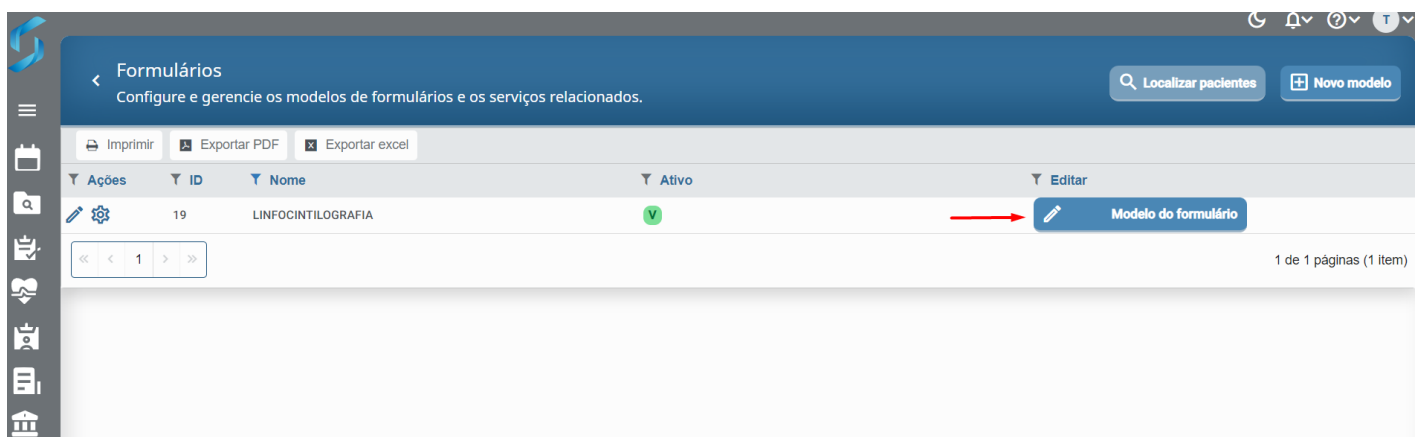 T
Formulários
Configure e gerencie os modelos de formulários e os serviços relacionados.
Localizar pacientes
Novo modelo
Imprimir
Exportar PDF
Exportar excel
Ações ID Nome Ativo Editar
19 LINFOCINTILOGRAFIA V Modelo do formulário
« < 1 > »
1 de 1 páginas (1 item)